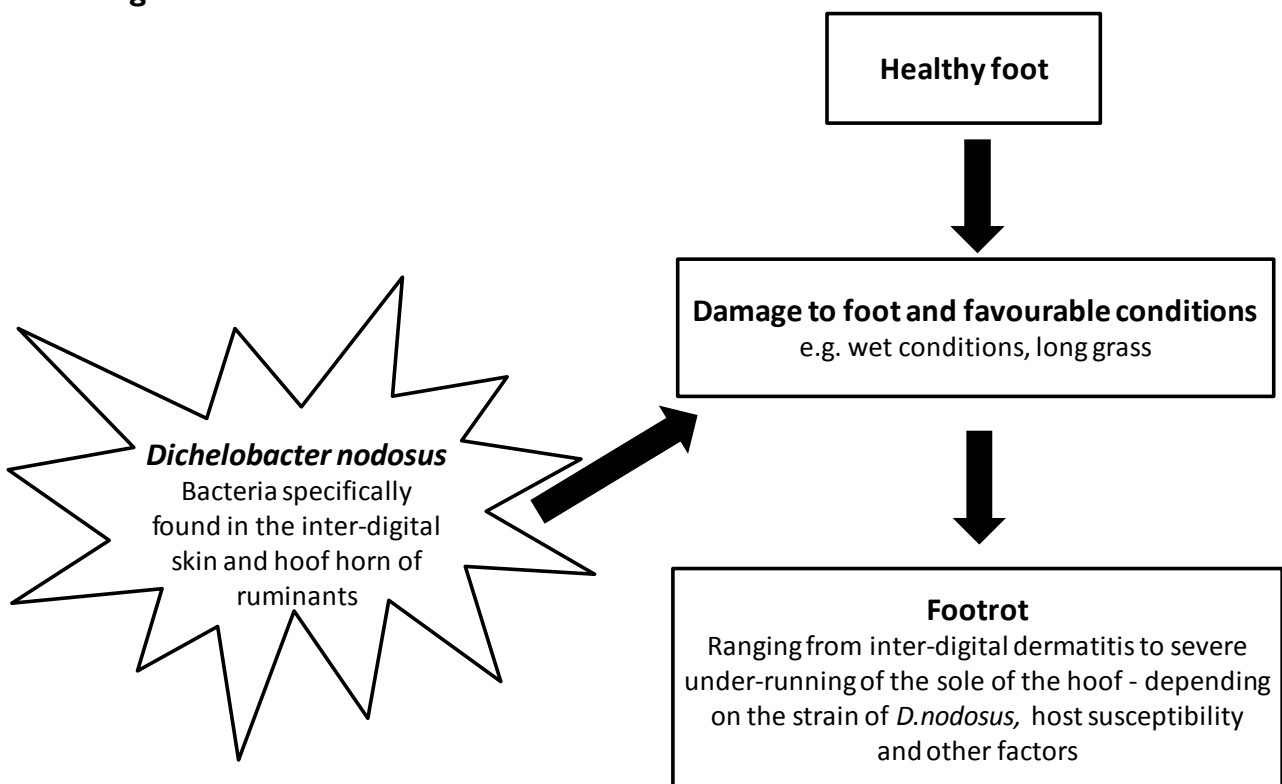 Healthy foot
Damage to foot and favourable conditions
e.g. wet conditions, long grass
Dichelobacter nodosus
Bacteria specifically
found in the inter-digital
skin and hoof horn of
ruminants
Footrot
Ranging from inter-digital dermatitis to severe
under-running of the sole of the hoof - depending
on the strain of D.nodosus, host susceptibility
and other factors